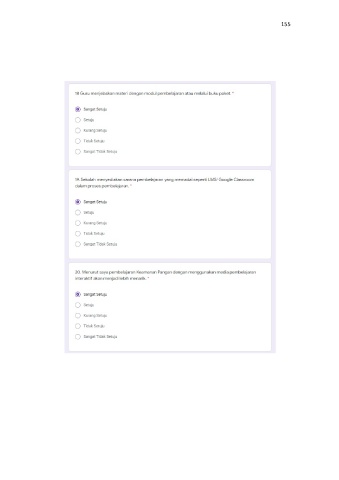 155
18 Guru menjelaskan materi dengan modul pembelajaran atau melalui buku paket. *
Sangat Setuju
Setuju
Kurang Setuju
Tidak Setuju
Sangat Tidak Setuju
19. Sekolah menyediakan sarana pembelajaran yang memadai seperti LMS: Google Classroom
dalam proses pembelajaran. *
Sangat Setuju
Setuju
Kurang Setuju
Tidak Setuju
Sangat Tidak Setuju
20. Menurut saya pembelajaran Keamanan Pangan dengan menggunakan media pembelajaran
interaktif akan menjadi lebih menarik. *
Sangat Setuju
Setuju
Kurang Setuju
Tidak Setuju
Sangat Tidak Setuju